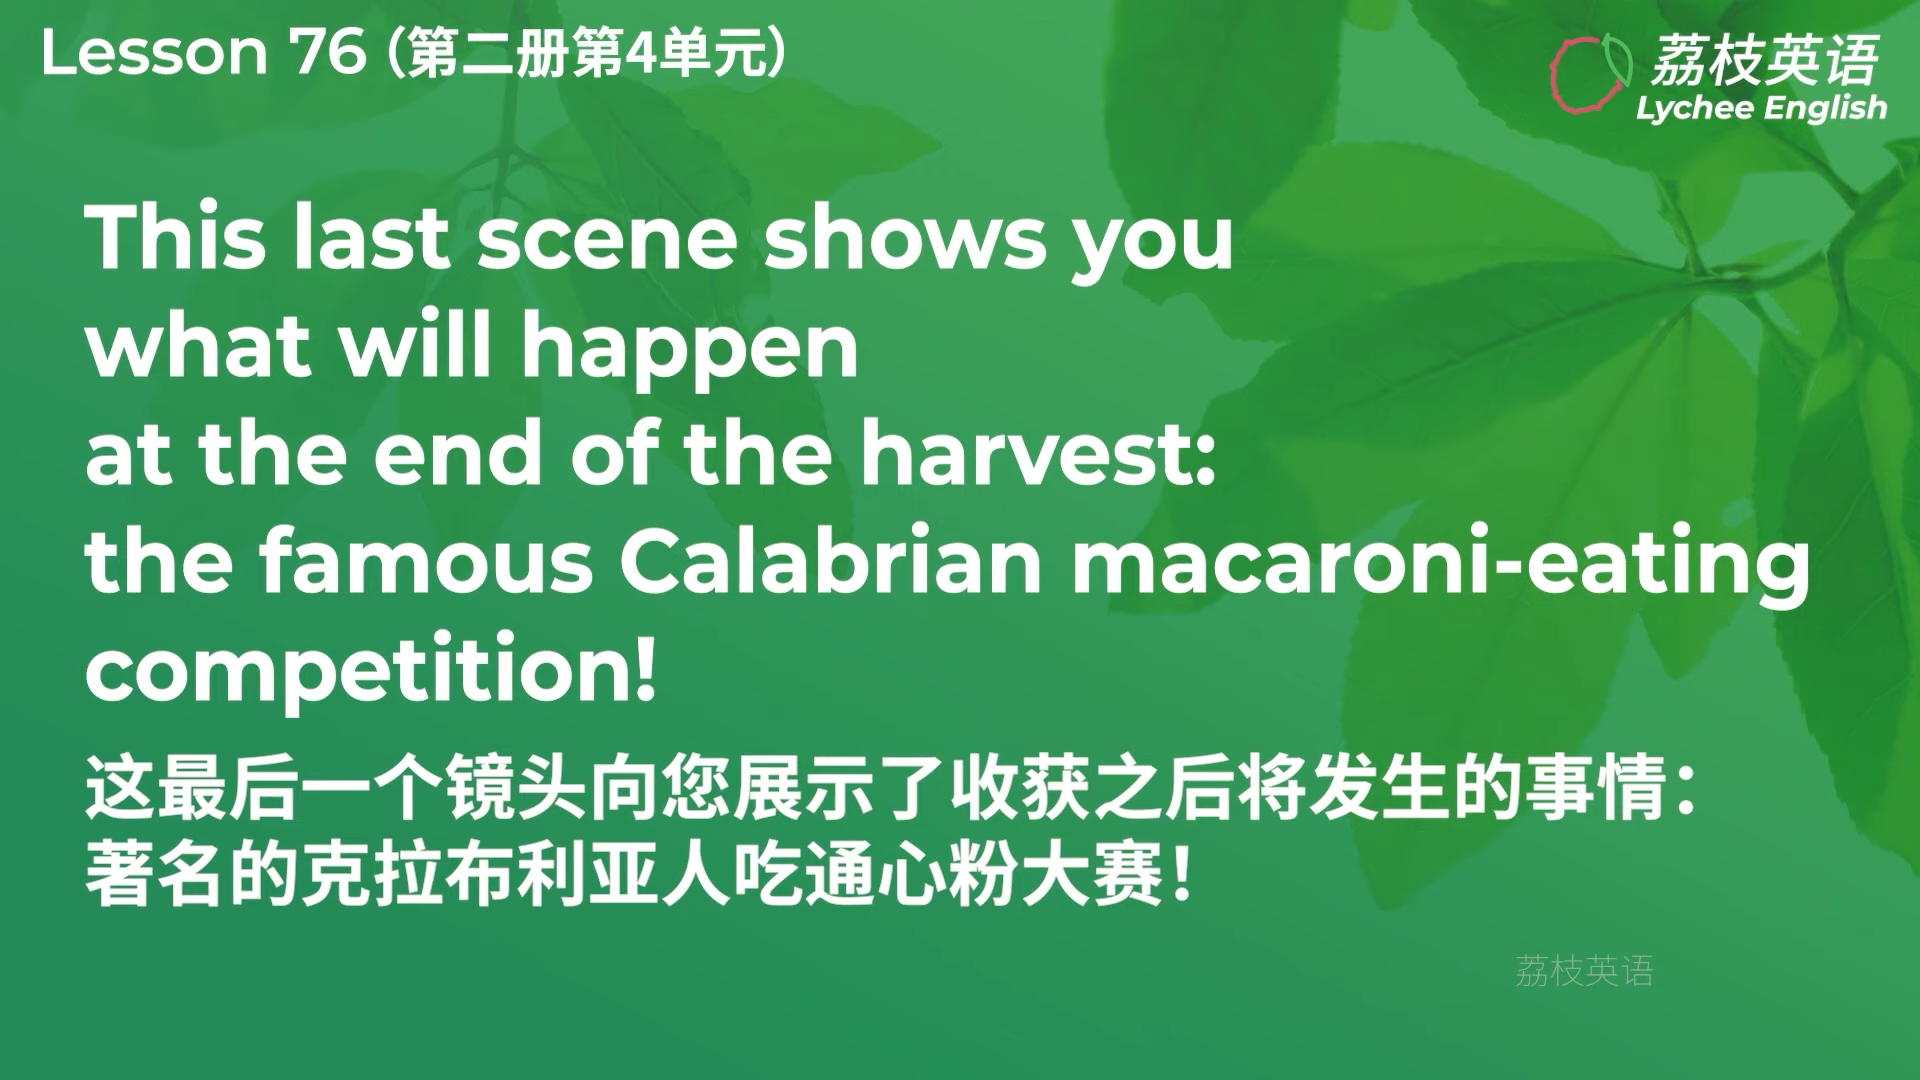 Lesson 76（第二册第4单元）
荔枝英语
Lychee English
This last scene shows you
what will happen
at the end of the harvest:
the famous Calabrian macaroni-eating
competition!
这最后一个镜头向您展示了收获之后将发生的事情：
著名的克拉布利亚人吃通心粉大赛！
荔枝英语